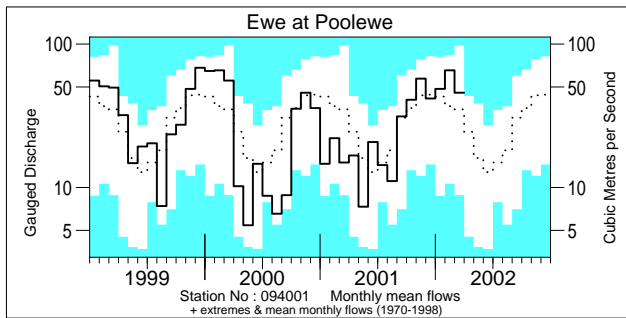 Ewe at Poolewe
100 100
50 50
10 10
5 5
Gauged Discharge
Cubic Metres per Second
1999 2000 2001 2002
Station No : 094001 Monthly mean flows
+ extremes & mean monthly flows (1970-1998)